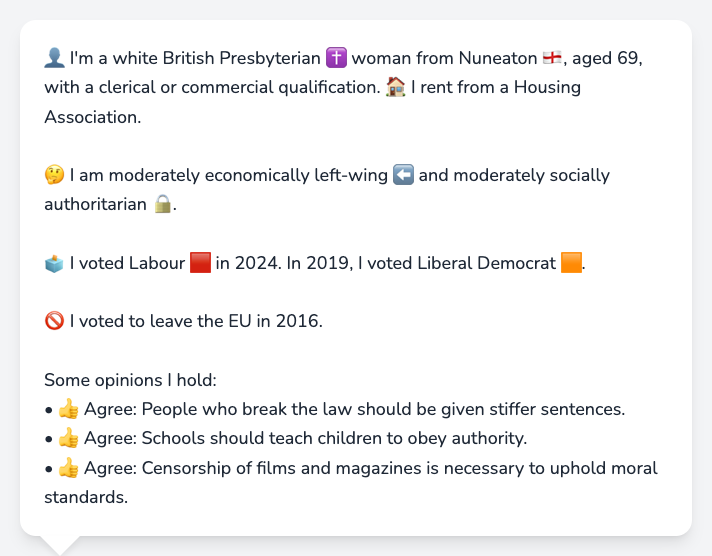 👤 I'm a white British Presbyterian ✝️ woman from Nuneaton 🏴󠁧󠁢󠁥󠁮󠁧󠁿, aged 69,
with a clerical or commercial qualification. 🏠 I rent from a Housing
Association.
🤔 I am moderately economically left-wing ⬅️ and moderately socially
authoritarian 🔒.
🗳️ I voted Labour 🟥 in 2024. In 2019, I voted Liberal Democrat 🟧.
🚫 I voted to leave the EU in 2016.
Some opinions I hold:
• 👍 Agree: People who break the law should be given stiffer sentences.
• 👍 Agree: Schools should teach children to obey authority.
• 👍 Agree: Censorship of films and magazines is necessary to uphold moral
standards.